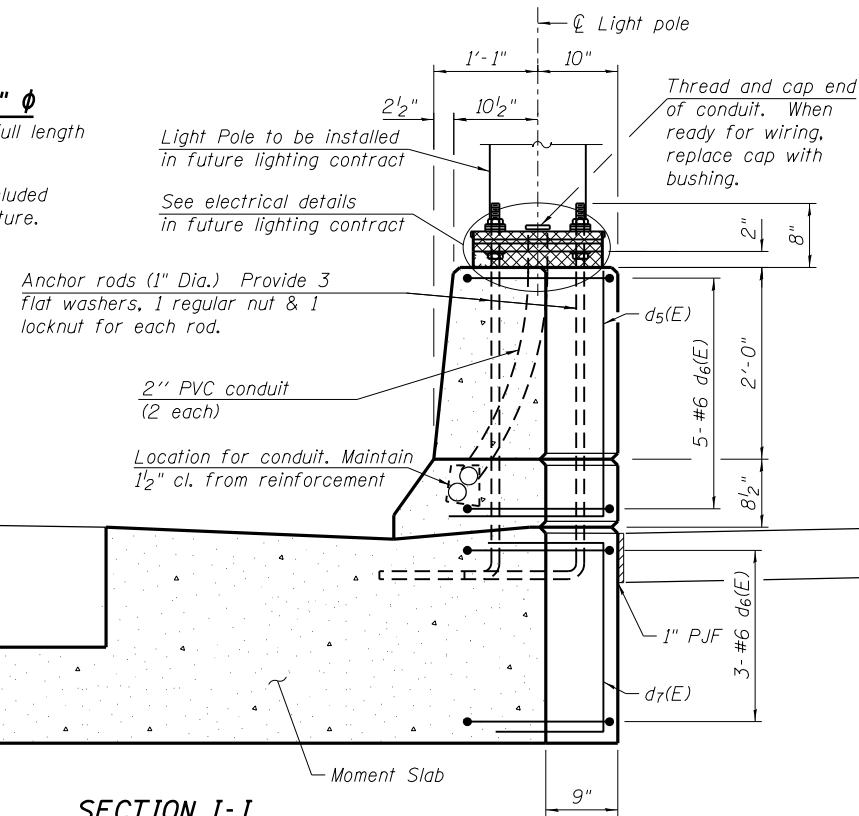 ℄ Light pole
1'-1"
10"
" ϕ
full length
2½"
10½"
Thread and cap end
of conduit. When
ready for wiring,
replace cap with
bushing.
Light Pole to be installed
in future lighting contract
luded
ture.
See electrical details
in future lighting contract
2"
8"
Anchor rods (1" Dia.) Provide 3
flat washers, 1 regular nut & 1
locknut for each rod.
d5(E)
5-#6 d6(E)
2'-0"
2'' PVC conduit
(2 each)
Location for conduit. Maintain
1½" cl. from reinforcement
8½"
1" PJF
3-#6 d6(E)
d7(E)
Moment Slab
9"
SECTION I-I